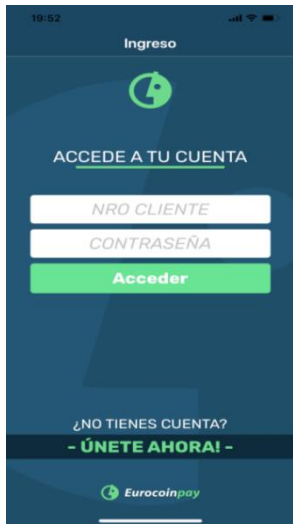 19:52
Ingreso
ACCEDE A TU CUENTA
NRO CLIENTE
CONTRASEÑA
Acceder
¿NO TIENES CUENTA?
- ÚNETE AHORA! -
Eurocoinpay